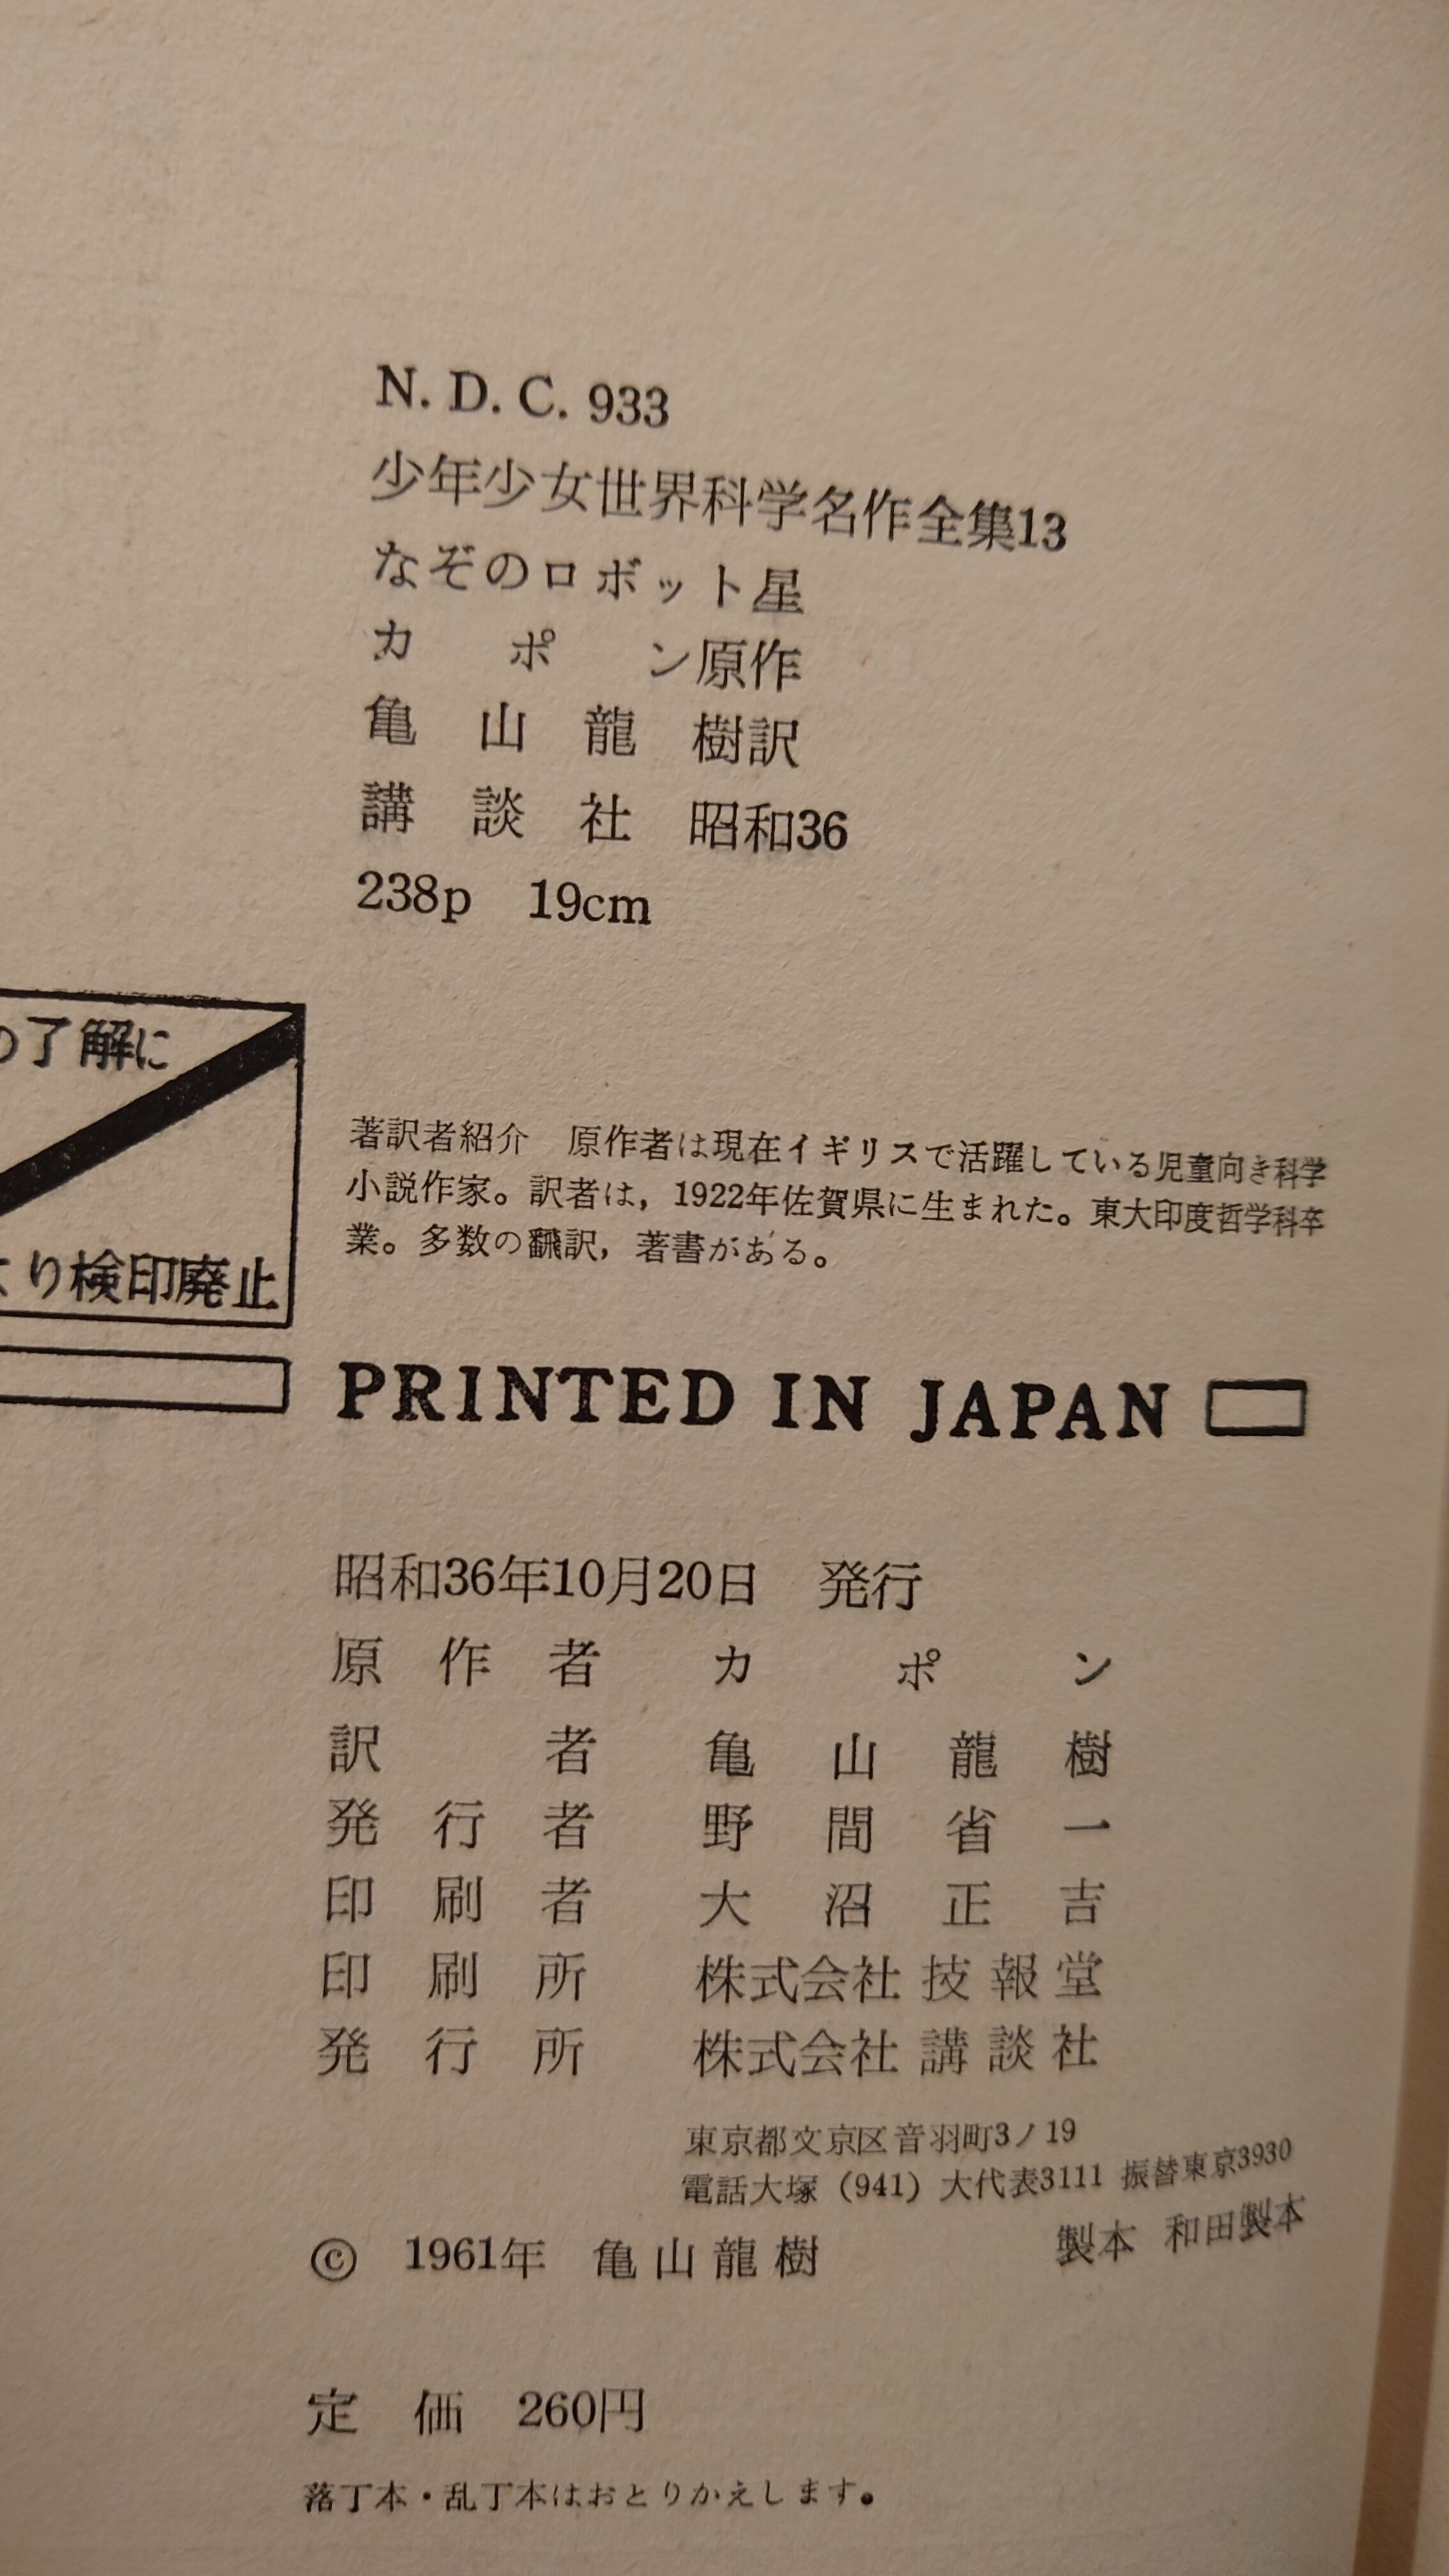 N. D. C. 933
少年少女世界科学名作全集13
なぞのロボット星
カポン原作
亀山龍樹訳
講談社 昭和36
238p 19cm
の了解に
より検印廃止
著訳者紹介 原作者は現在イギリスで活躍している児童向き科学
小説作家。訳者は，1922年佐賀県に生まれた。東大印度哲学科卒
業。多数の飜訳，著書がある。
PRINTED IN JAPAN
昭和36年10月20日 発行
原作者 カポン
訳者 亀山龍樹
発行者 野間省一
印刷者 大沼正吉
印刷所 株式会社技報堂
発行所 株式会社講談社
東京都文京区音羽町3ノ19
電話大塚（941）大代表3111 振替東京3930
製本 和田製本
© 1961年 亀山龍樹
定価 260円
落丁本・乱丁本はおとりかえします。